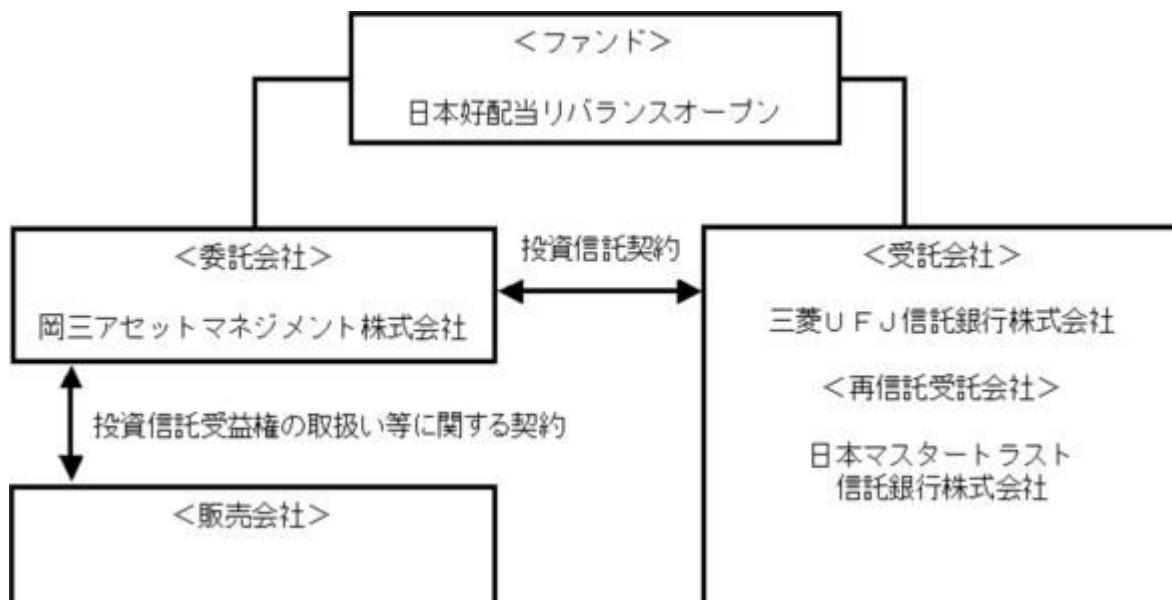 ＜ファンド＞
日本好配当リバランスオープン
＜委託会社＞
岡三アセットマネジメント株式会社
投資信託契約
＜受託会社＞
三菱ＵＦＪ信託銀行株式会社
＜再信託受託会社＞
日本マスタートラスト
信託銀行株式会社
投資信託受益権の取扱い等に関する契約
＜販売会社＞